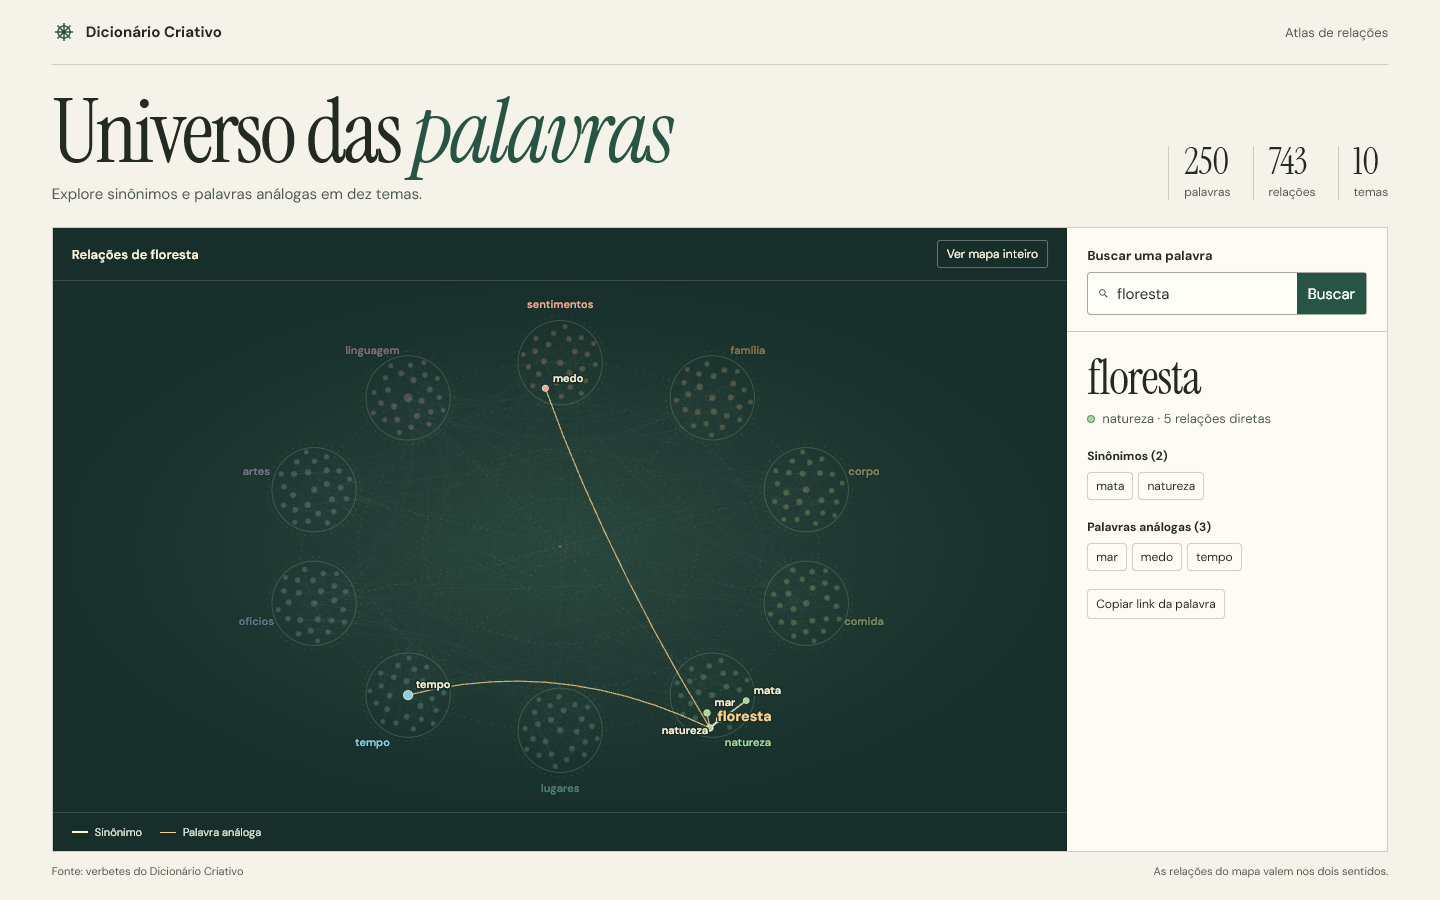 Dicionário Criativo
Atlas de relações
Universo das palavras
Explore sinônimos e palavras análogas em dez temas.
250
palavras
743
relações
10
temas
Relações de floresta
Ver mapa inteiro
sentimentos
linguagem
família
medo
artes
corpo
ofícios
comida
tempo
mata
mar
floresta
natureza
tempo
natureza
lugares
Sinônimo
Palavra análoga
Buscar uma palavra
floresta
Buscar
floresta
natureza · 5 relações diretas
Sinônimos (2)
mata
natureza
Palavras análogas (3)
mar
medo
tempo
Copiar link da palavra
Fonte: verbetes do Dicionário Criativo
As relações do mapa valem nos dois sentidos.